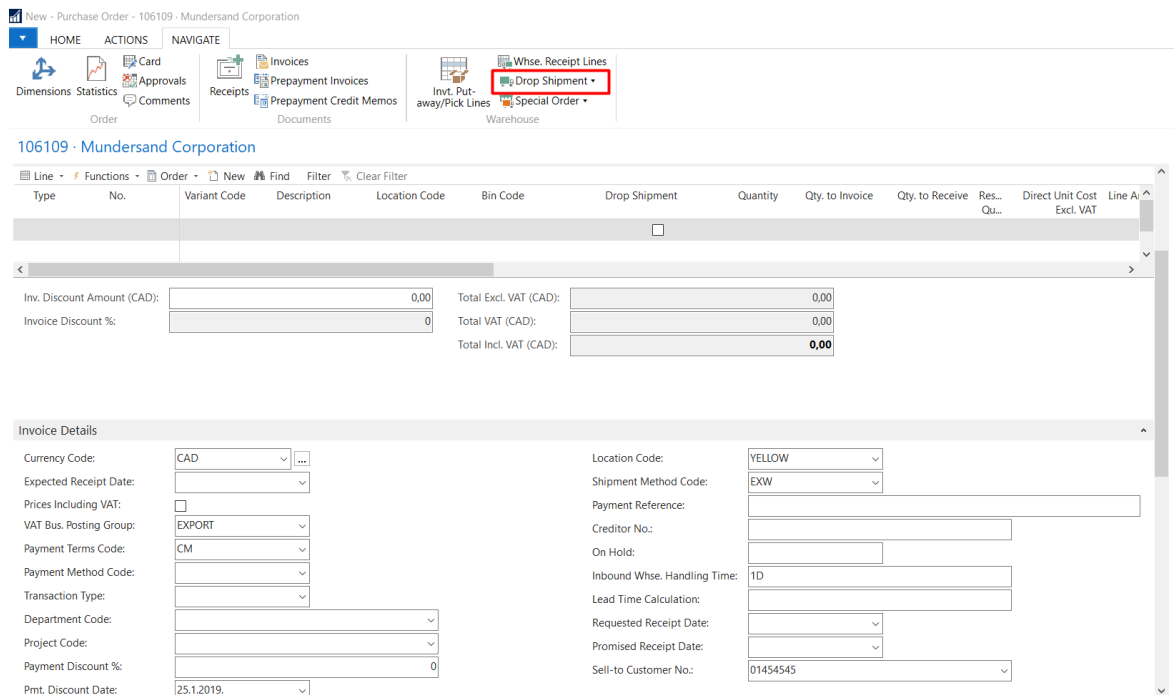 New - Purchase Order - 106109 · Mundersand Corporation
HOME ACTIONS NAVIGATE
Dimensions
Statistics
Card
Approvals
Comments
Order
Receipts
Invoices
Prepayment Invoices
Prepayment Credit Memos
Documents
Invt. Put-
away/Pick Lines
Whse. Receipt Lines
Drop Shipment
Special Order
Warehouse
106109 · Mundersand Corporation
Line Functions Order New Find Filter Clear Filter
Type No. Variant Code Description Location Code Bin Code Drop Shipment Quantity Qty. to Invoice Qty. to Receive Res... Direct Unit Cost Line A
Qu... Excl. VAT
Inv. Discount Amount (CAD): 0,00 Total Excl. VAT (CAD): 0,00
Invoice Discount %: 0 Total VAT (CAD): 0,00
Total Incl. VAT (CAD): 0,00
Invoice Details
Currency Code: CAD ...
Expected Receipt Date:
Prices Including VAT:
VAT Bus. Posting Group: EXPORT
Payment Terms Code: CM
Payment Method Code:
Transaction Type:
Department Code:
Project Code:
Payment Discount %: 0
Pmt. Discount Date: 25.1.2019.
Location Code: YELLOW
Shipment Method Code: EXW
Payment Reference:
Creditor No.:
On Hold:
Inbound Whse. Handling Time: 1D
Lead Time Calculation:
Requested Receipt Date:
Promised Receipt Date:
Sell-to Customer No.: 01454545